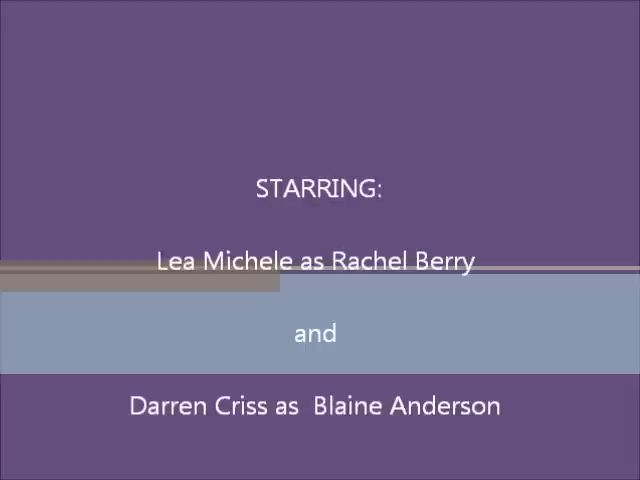 STARRING:
Lea Michele as Rachel Berry
and
Darren Criss as  Blaine Anderson